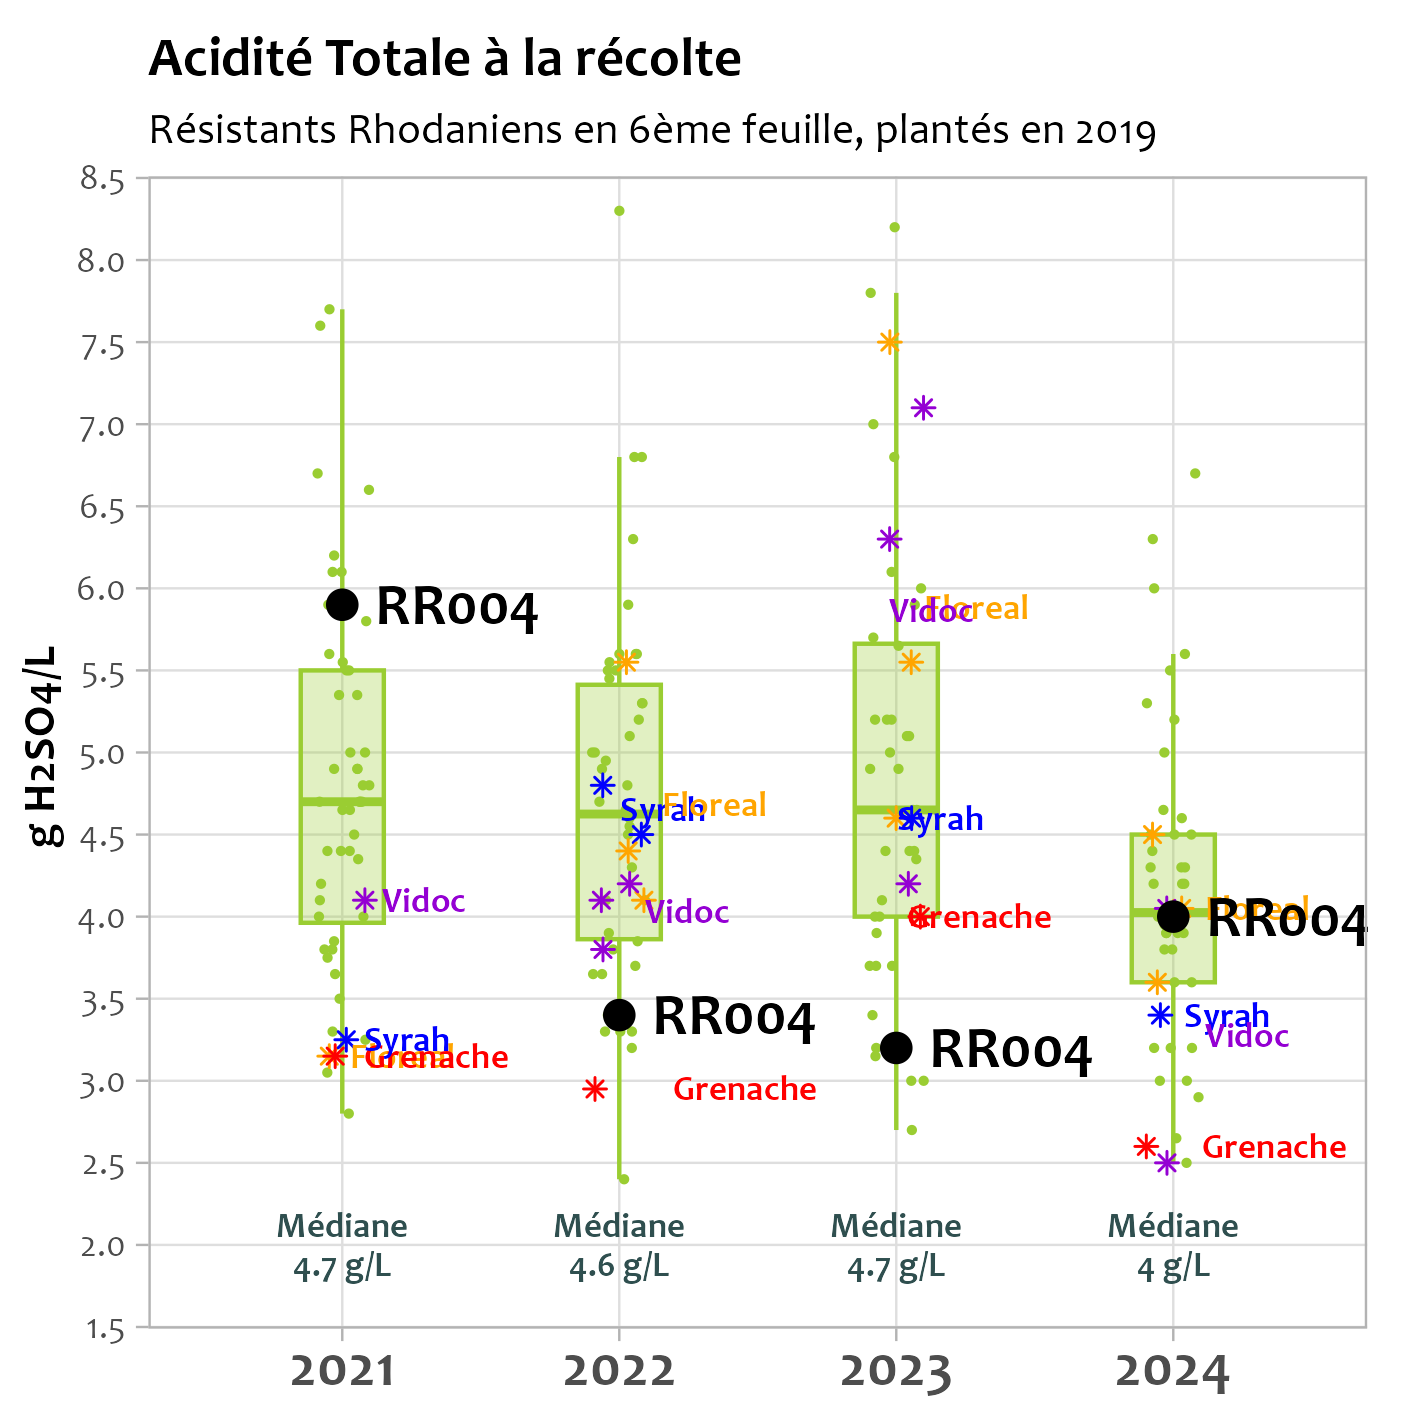 Acidité Totale à la récolte
Résistants Rhodaniens en 6ème feuille, plantés en 2019
g H2SO4/L
8.5
8.0
7.5
7.0
6.5
6.0
5.5
5.0
4.5
4.0
3.5
3.0
2.5
2.0
1.5
RR004
Vidoc
Syrah
Floreal
Grenache
Médiane
4.7 g/L
Syrah
Floreal
Vidoc
RR004
Grenache
Médiane
4.6 g/L
Vidoc
Floreal
Syrah
Grenache
RR004
Médiane
4.7 g/L
Floreal
RR004
Syrah
Vidoc
Grenache
Médiane
4 g/L
2021
2022
2023
2024